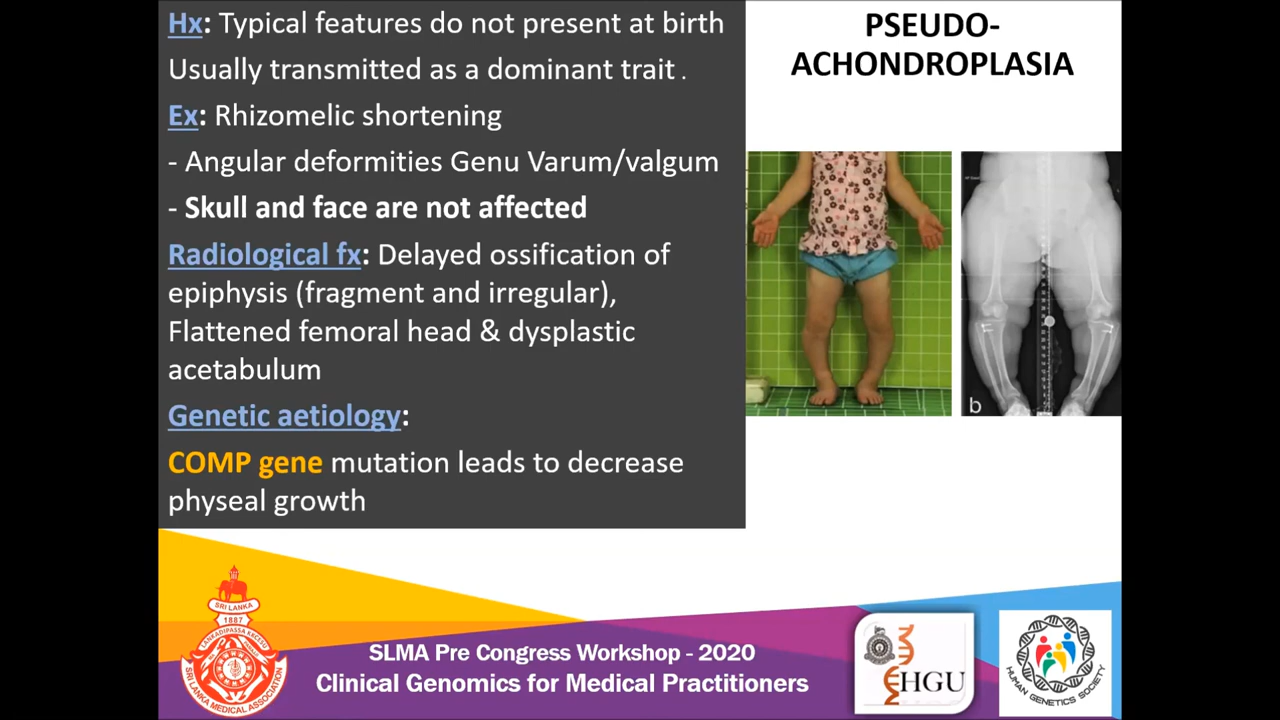 Hx: Typical features do not present at birth
Usually transmitted as a dominant trait .
Ex: Rhizomelic shortening
- Angular deformities Genu Varum/valgum
- Skull and face are not affected
Radiological fx: Delayed ossification of
epiphysis (fragment and irregular),
Flattened femoral head & dysplastic
acetabulum
Genetic aetiology:
COMP gene mutation leads to decrease
physeal growth
PSEUDO-
ACHONDROPLASIA
b
SRI LANKA
1887
SRI LANKA MEDICAL ASSOCIATION
SLMA Pre Congress Workshop - 2020
Clinical Genomics for Medical Practitioners
HGU
HUMAN GENETICS SOCIETY